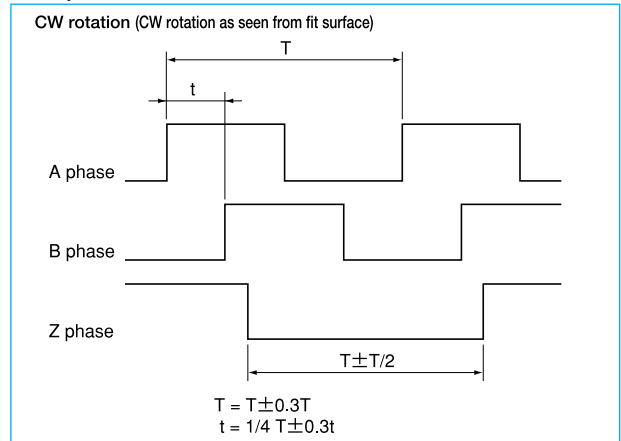 CW rotation (CW rotation as seen from fit surface)
T
t
A phase
B phase
Z phase
T±T/2
T = T±0.3T
t = 1/4 T±0.3t